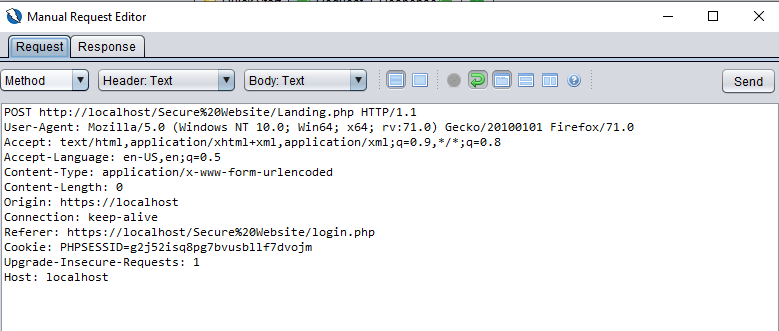 Manual Request Editor
Request Response
Method Header: Text Body: Text Send
POST http://localhost/Secure%20Website/Landing.php HTTP/1.1
User-Agent: Mozilla/5.0 (Windows NT 10.0; Win64; x64; rv:71.0) Gecko/20100101 Firefox/71.0
Accept: text/html,application/xhtml+xml,application/xml;q=0.9,*/*;q=0.8
Accept-Language: en-US,en;q=0.5
Content-Type: application/x-www-form-urlencoded
Content-Length: 0
Origin: https://localhost
Connection: keep-alive
Referer: https://localhost/Secure%20Website/login.php
Cookie: PHPSESSID=g2j52isq8pg7bvusbllf7dvojm
Upgrade-Insecure-Requests: 1
Host: localhost